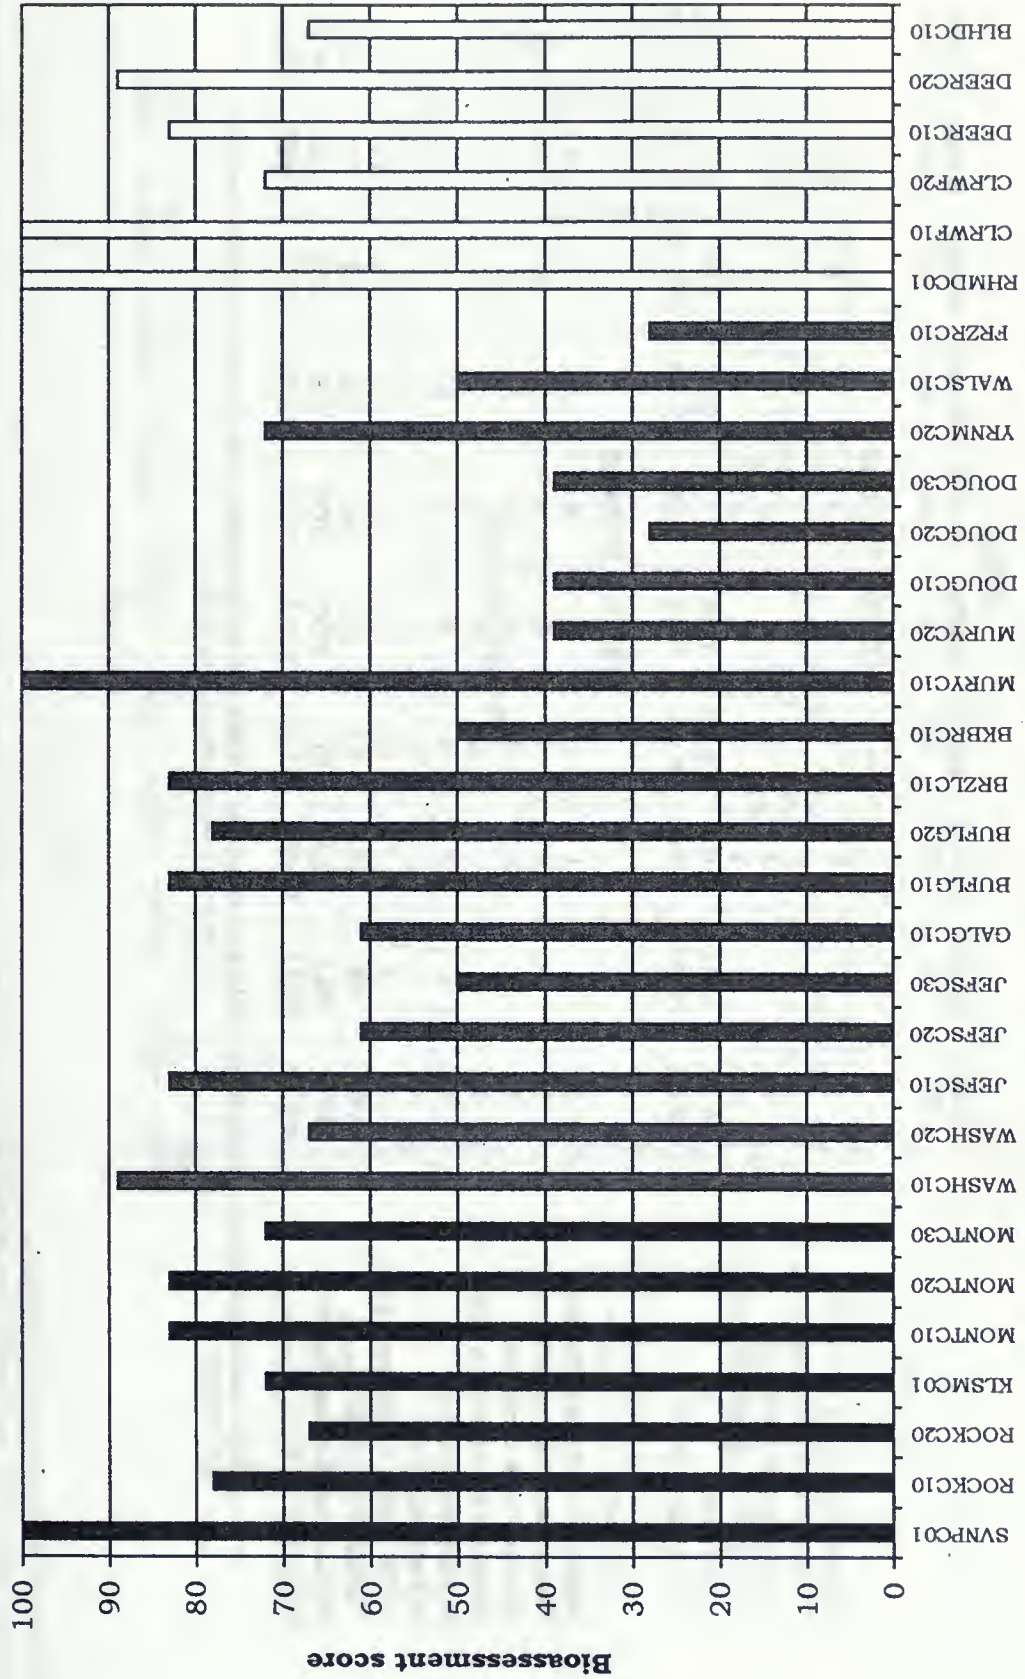 Bioassessment score
100
90
80
70
60
50
40
30
20
10
0
SVNPC01
ROCKC10
ROCKC20
KLSMC01
MONTC10
MONTC20
MONTC30
WASHC10
WASHC20
JEFSC10
JEFSC20
JEFSC30
GALGC10
BUFLG10
BUFLG20
BRZLC10
BKBRC10
MURYC10
MURYC20
DOUGC10
DOUGC20
DOUGC30
YRNMC20
WALSC10
FRZRC10
RHMDC01
CLRWF10
CLRWF20
DEERC10
DEERC20
BLHDC10